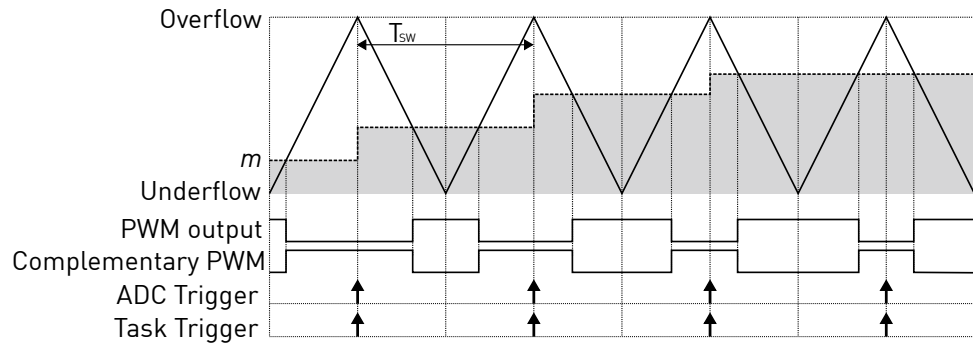 Overflow
Tsw
m
Underflow
PWM output
Complementary PWM
ADC Trigger
Task Trigger